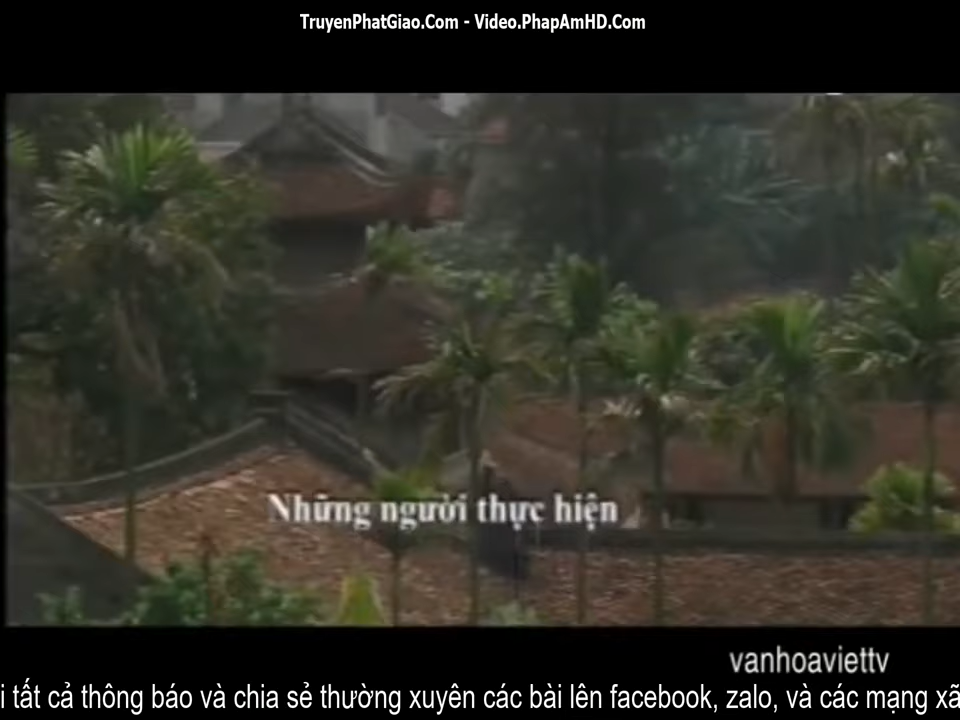 TruyenPhatGiao.Com - Video.PhapAmHD.Com
Những người thực hiện
vanhoaviettv
i tất cả thông báo và chia sẻ thường xuyên các bài lên facebook, zalo, và các mạng xã